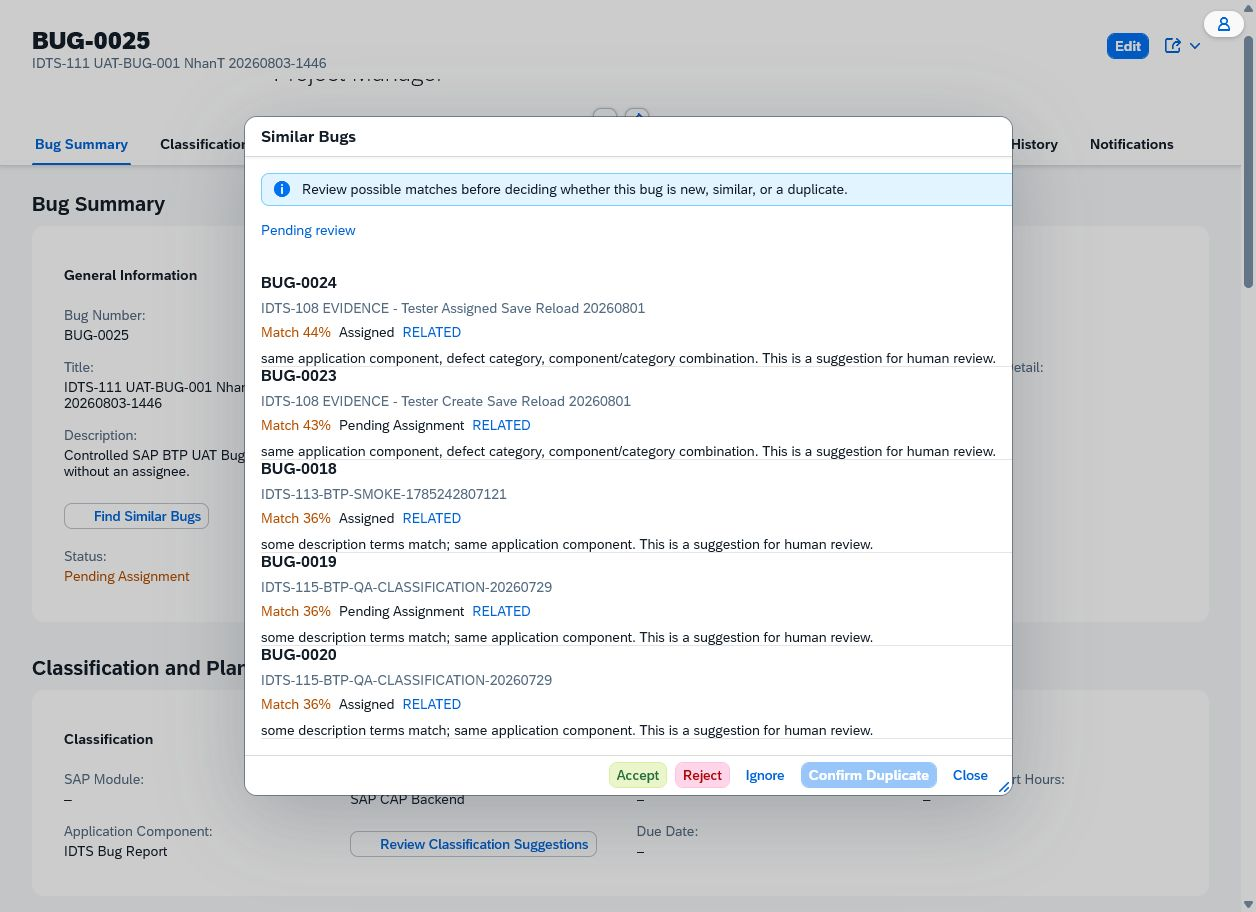 BUG-0025
IDTS-111 UAT-BUG-001 NhanT 20260803-1446
Project Manager
Edit
Bug Summary
Classification
History
Notifications
Bug Summary
General Information
Bug Number:
BUG-0025
Title:
IDTS-111 UAT-BUG-001
20260803-1446
Description:
Controlled SAP BTP UAT Bug
without an assignee.
Find Similar Bugs
Status:
Pending Assignment
Similar Bugs
Review possible matches before deciding whether this bug is new, similar, or a duplicate.
Pending review
BUG-0024
IDTS-108 EVIDENCE - Tester Assigned Save Reload 20260801
Match 44% Assigned RELATED
same application component, defect category, component/category combination. This is a suggestion for human review.
BUG-0023
IDTS-108 EVIDENCE - Tester Create Save Reload 20260801
Match 43% Pending Assignment RELATED
same application component, defect category, component/category combination. This is a suggestion for human review.
BUG-0018
IDTS-113-BTP-SMOKE-1785242807121
Match 36% Assigned RELATED
some description terms match; same application component. This is a suggestion for human review.
BUG-0019
IDTS-115-BTP-QA-CLASSIFICATION-20260729
Match 36% Pending Assignment RELATED
some description terms match; same application component. This is a suggestion for human review.
BUG-0020
IDTS-115-BTP-QA-CLASSIFICATION-20260729
Match 36% Assigned RELATED
some description terms match; same application component. This is a suggestion for human review.
Accept
Reject
Ignore
Confirm Duplicate
Close
Classification and
Classification
SAP Module:
–
Application Component:
IDTS Bug Report
SAP CAP Backend
Review Classification Suggestions
–
Due Date:
–
Hours:
–